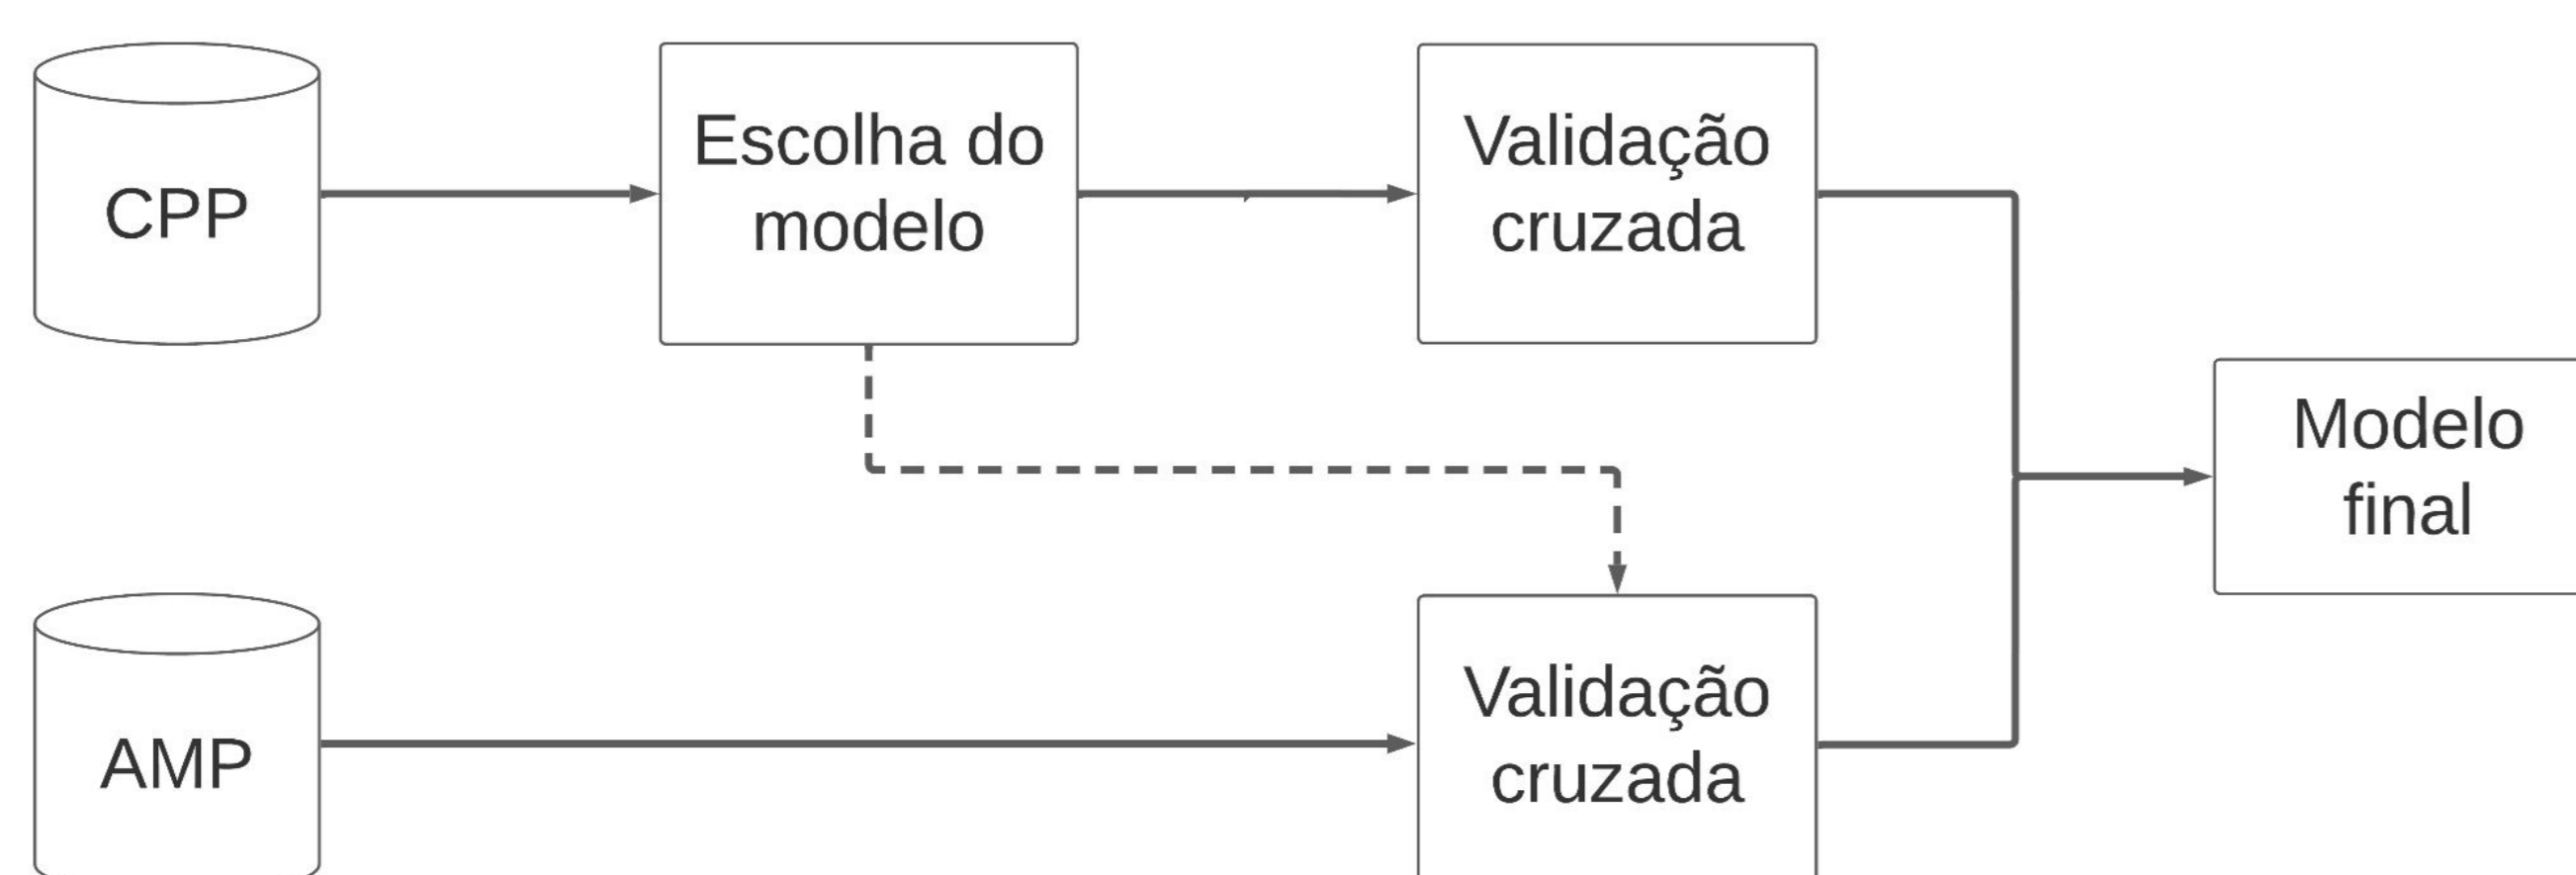 CPP
Escolha do
modelo
Validação
cruzada
Modelo
final
AMP
Validação
cruzada